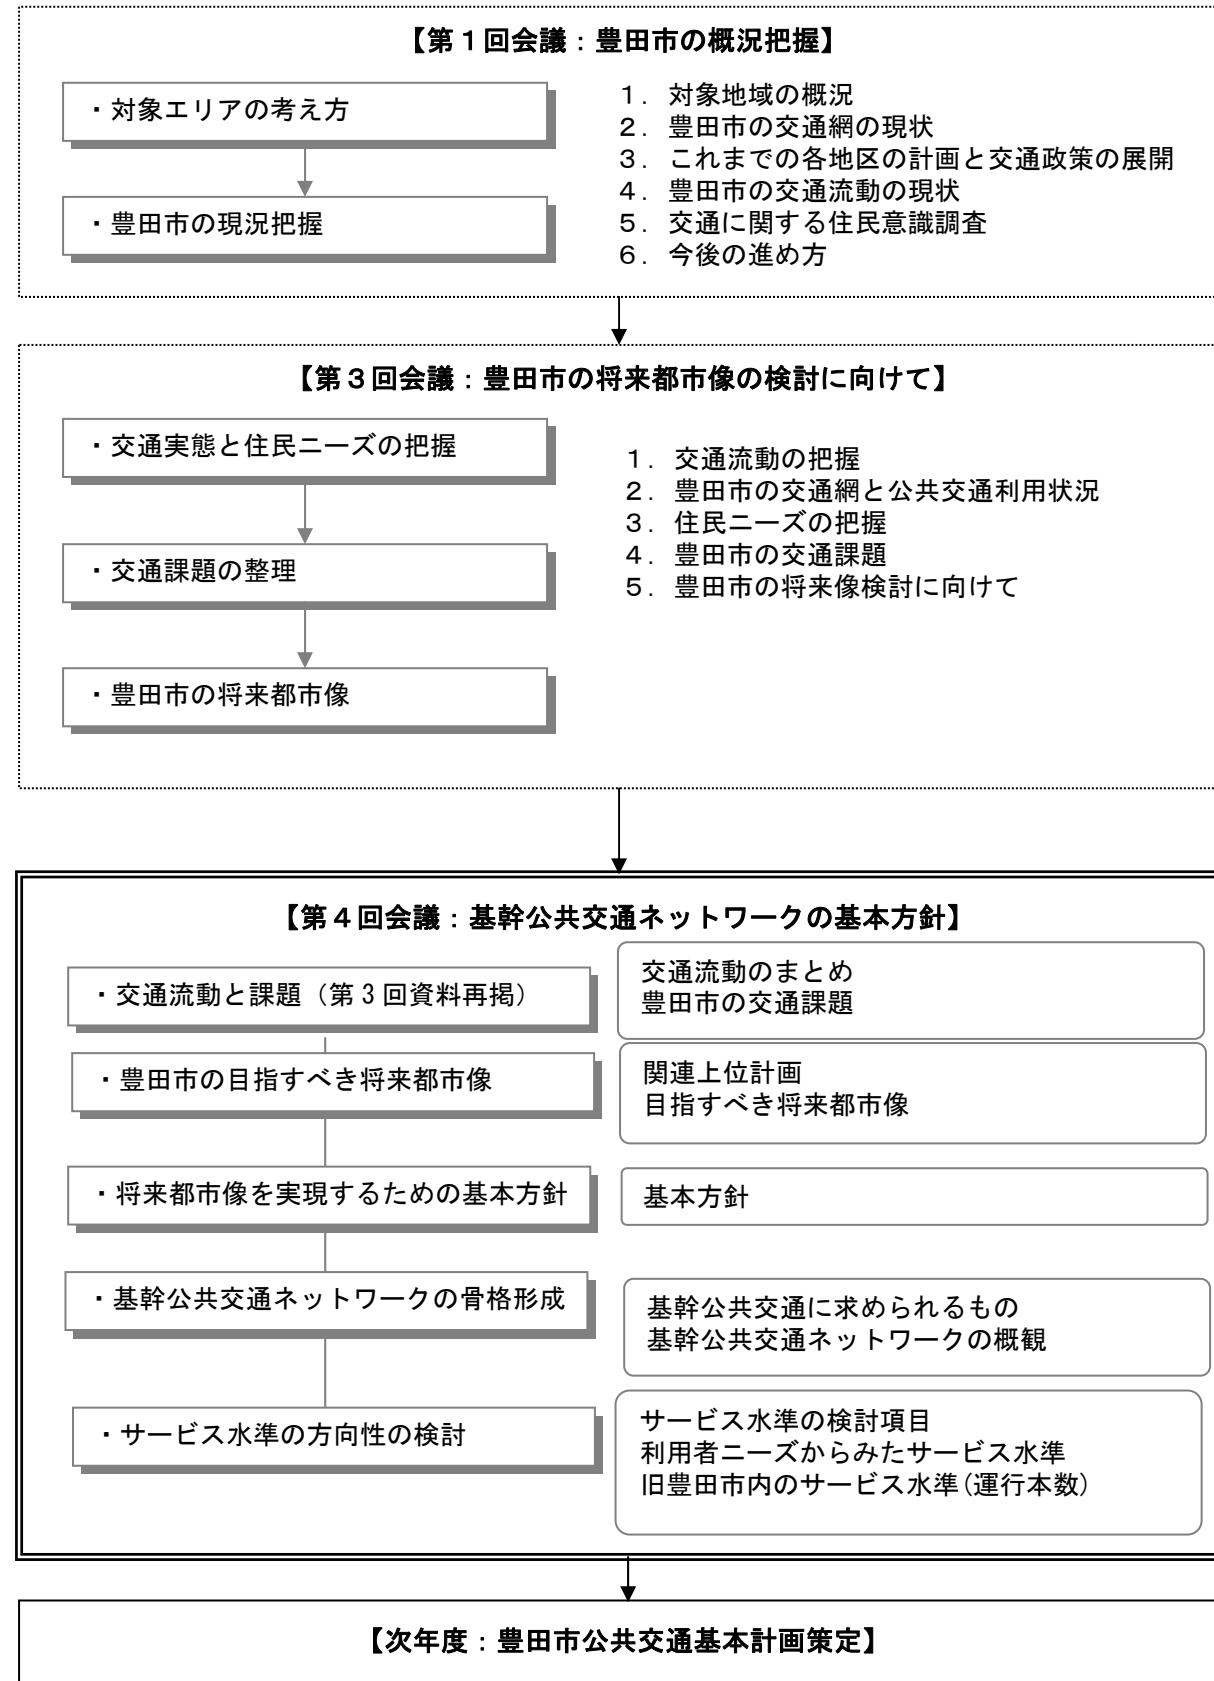 【第１回会議：豊田市の概況把握】
・対象エリアの考え方
・豊田市の現況把握
１．対象地域の概況
２．豊田市の交通網の現状
３．これまでの各地区の計画と交通政策の展開
４．豊田市の交通流動の現状
５．交通に関する住民意識調査
６．今後の進め方
【第３回会議：豊田市の将来都市像の検討に向けて】
・交通実態と住民ニーズの把握
・交通課題の整理
・豊田市の将来都市像
１．交通流動の把握
２．豊田市の交通網と公共交通利用状況
３．住民ニーズの把握
４．豊田市の交通課題
５．豊田市の将来像検討に向けて
【第４回会議：基幹公共交通ネットワークの基本方針】
・交通流動と課題（第３回資料再掲）
交通流動のまとめ
豊田市の交通課題
・豊田市の目指すべき将来都市像
関連上位計画
目指すべき将来都市像
・将来都市像を実現するための基本方針
基本方針
・基幹公共交通ネットワークの骨格形成
基幹公共交通に求められるもの
基幹公共交通ネットワークの概観
・サービス水準の方向性の検討
サービス水準の検討項目
利用者ニーズからみたサービス水準
旧豊田市内のサービス水準(運行本数)
【次年度：豊田市公共交通基本計画策定】